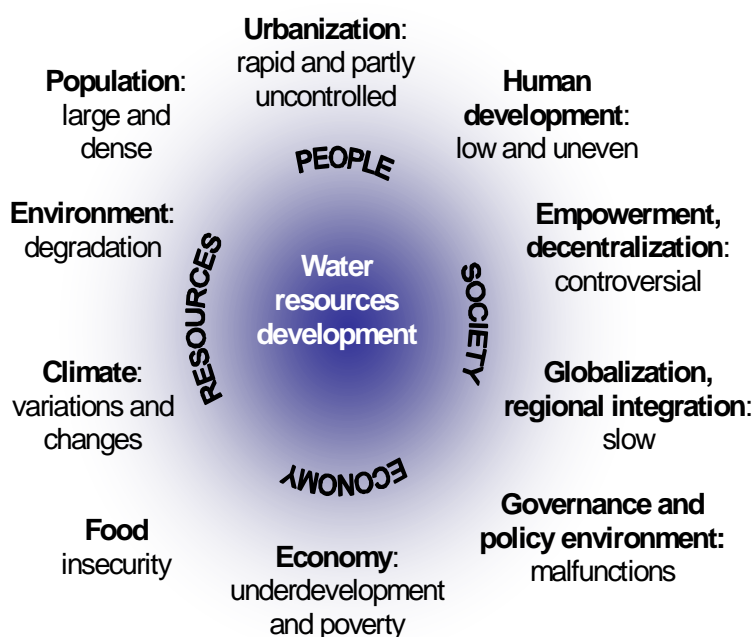 Urbanization:
rapid and partly
uncontrolled
Population:
large and
dense
Human
development:
low and uneven
PEOPLE
Environment:
degradation
Empowerment,
decentralization:
controversial
RESOURCES
Water
resources
development
SOCIETY
Climate:
variations and
changes
Globalization,
regional integration:
slow
ECONOMY
Food
insecurity
Economy:
underdevelopment
and poverty
Governance and
policy environment:
malfunctions